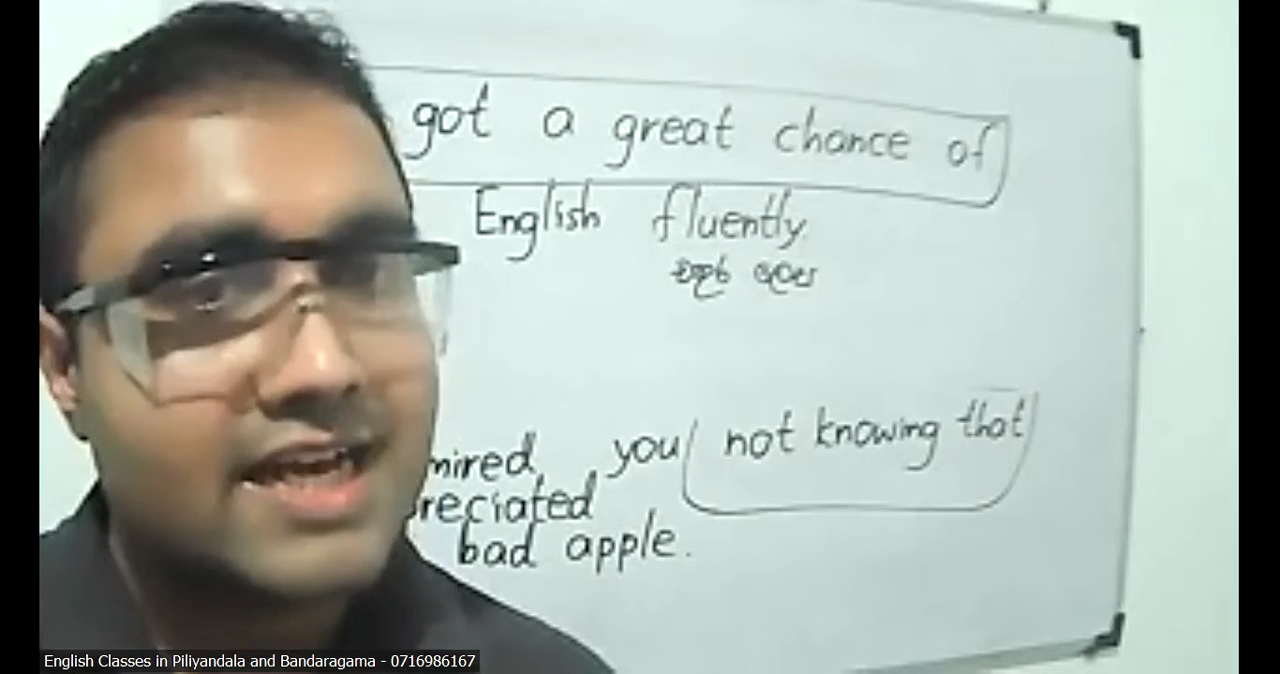 got a great chance of
English fluently.
mired, you not knowing that
reciated
bad apple.
English Classes in Piliyandala and Bandaragama - 0716986167